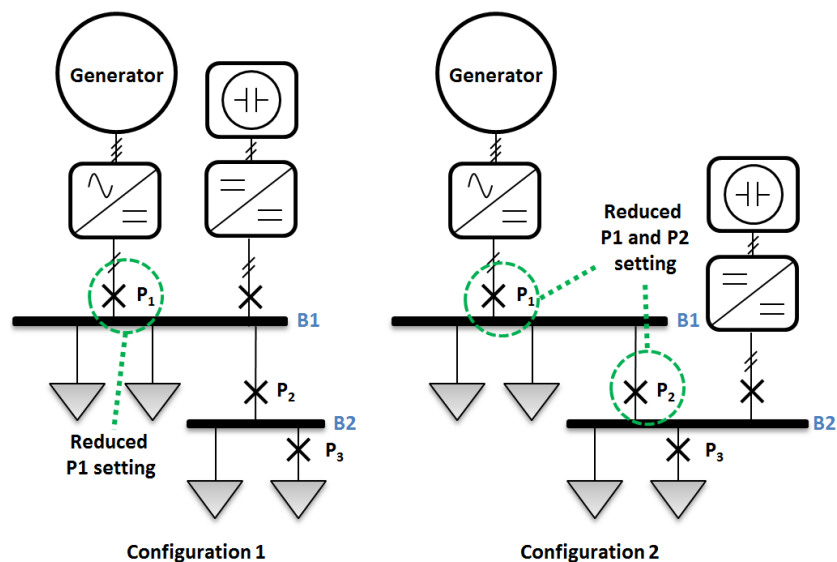 Generator
P1
B1
P2
B2
P3
Reduced
P1 setting
Configuration 1
Generator
Reduced
P1 and P2
setting
P1
B1
P2
B2
P3
Configuration 2